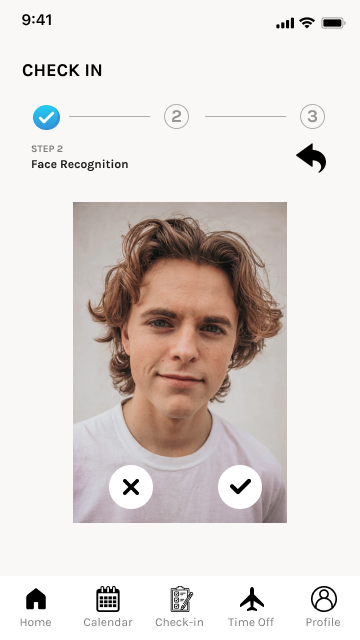 9:41
CHECK IN
2
3
STEP 2
Face Recognition
Home
Calendar
Check-in
Time Off
Profile